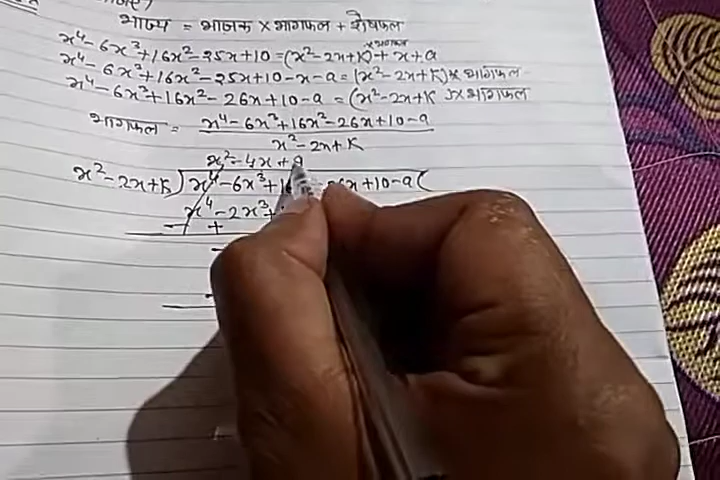 भाज्य = भाजक × भागफल + शेषफल
x⁴ - 6x³ + 16x² - 25x + 10 = (x² - 2x + K) × भागफल + x + a
x⁴ - 6x³ + 16x² - 25x + 10 - x - a = (x² - 2x + K) × भागफल
x⁴ - 6x³ + 16x² - 26x + 10 - a = (x² - 2x + K) × भागफल
भागफल = x⁴ - 6x³ + 16x² - 26x + 10 - a
x² - 2x + K
x² - 4x +
x² - 2x + K) x⁴ - 6x³ + 26x + 10 - a (
x⁴ - 2x³ +
- +